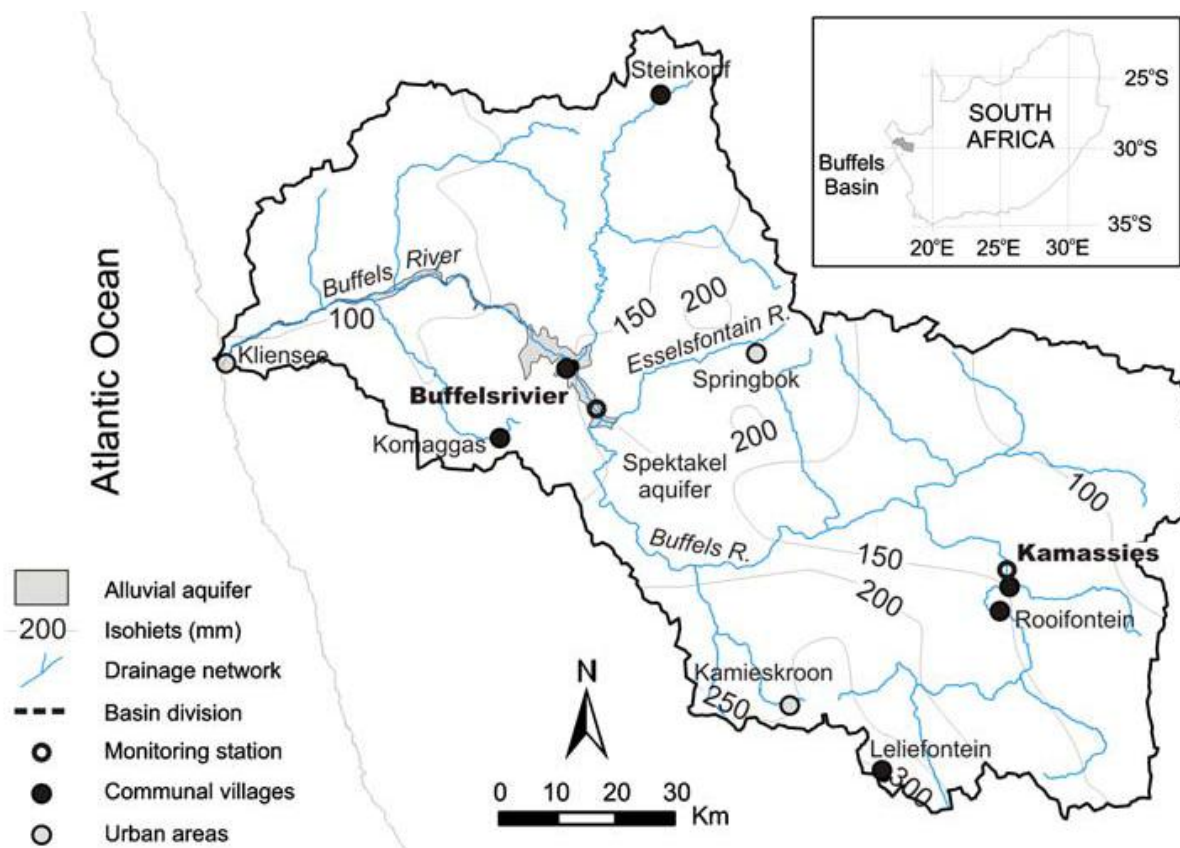 Steinkopf
Buffels River
100
Kliensee
150
200
Esselsfontain R.
Springbok
Buffelsrivier
Komaggas
200
Spektakel
aquifer
Buffels R.
100
150
200
Kamassies
Rooifontein
Kamieskroon
250
Leliefontein
300
Atlantic Ocean
SOUTH
AFRICA
Buffels
Basin
25°S
30°S
35°S
20°E
25°E
30°E
Alluvial aquifer
200
Isohiets (mm)
Drainage network
Basin division
Monitoring station
Communal villages
Urban areas
N
0
10
20
30
Km